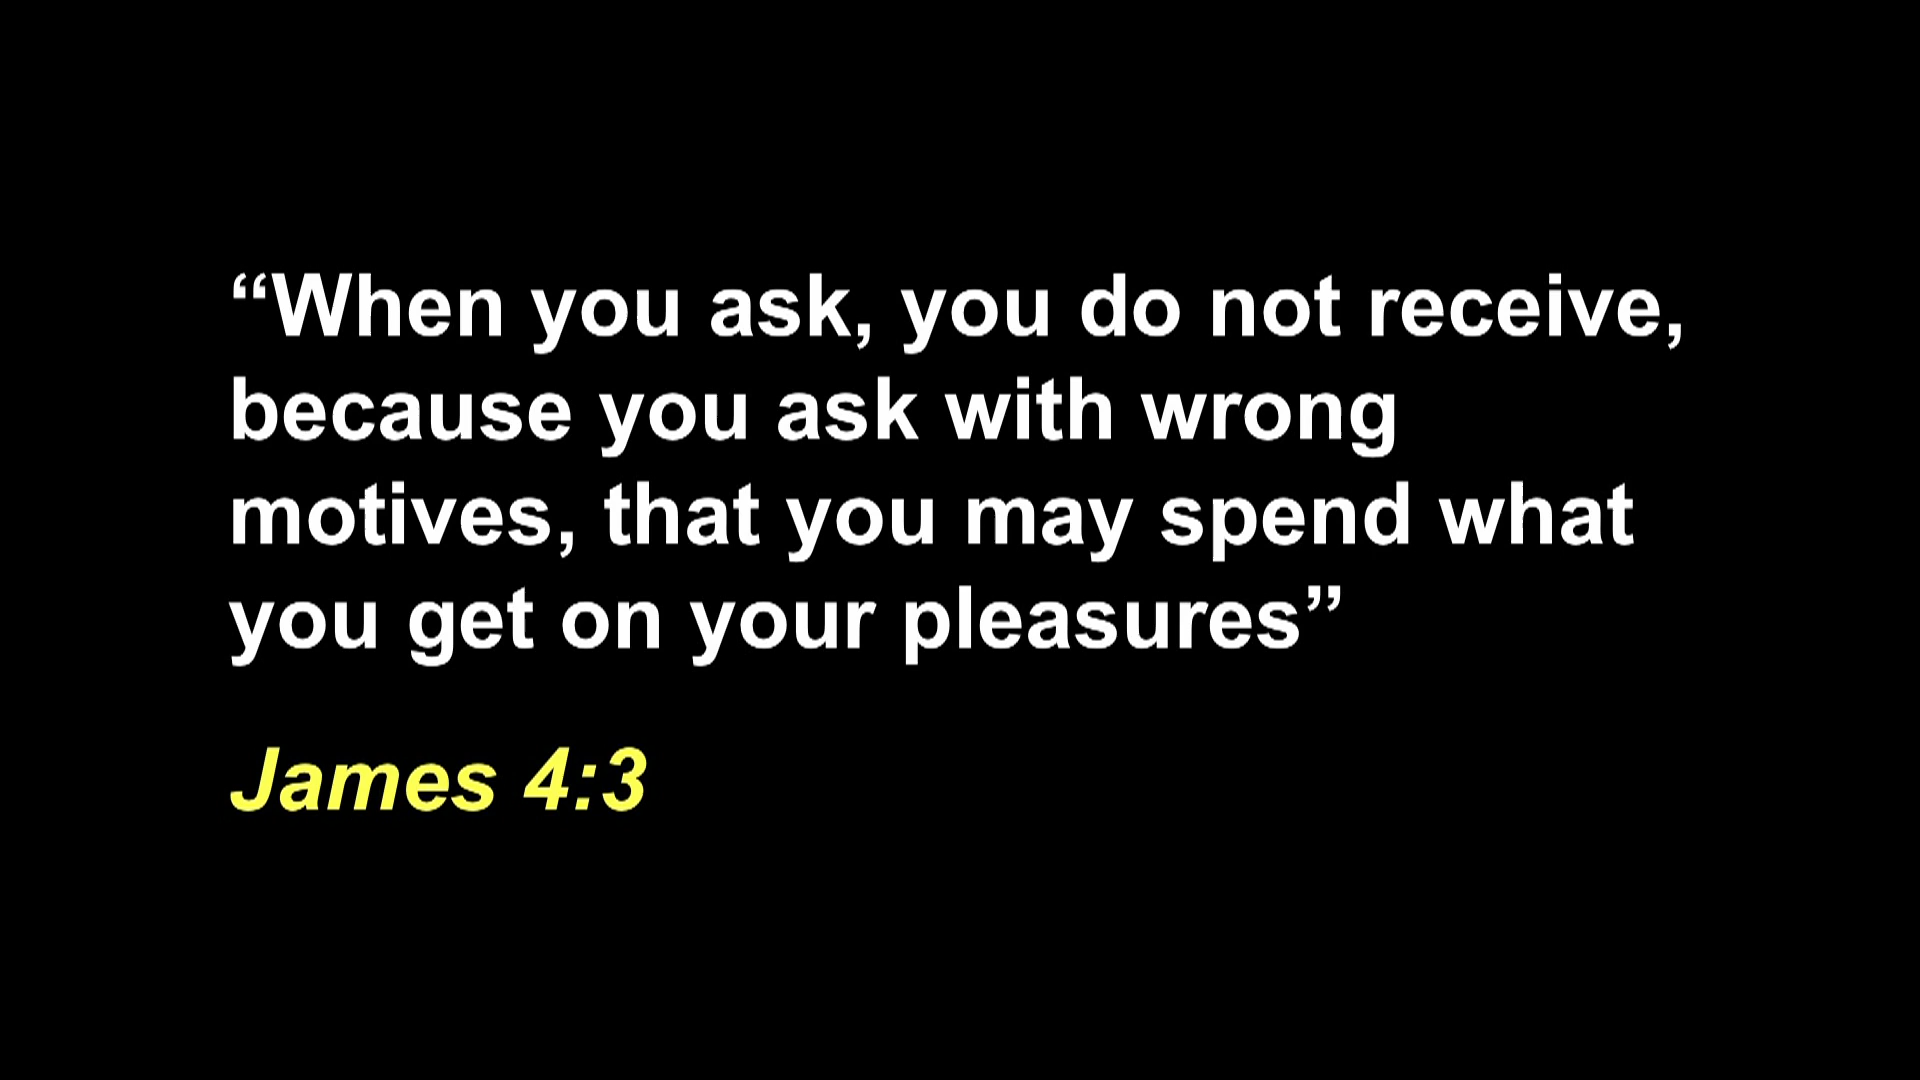 “When you ask, you do not receive,
because you ask with wrong
motives, that you may spend what
you get on your pleasures”
James 4:3